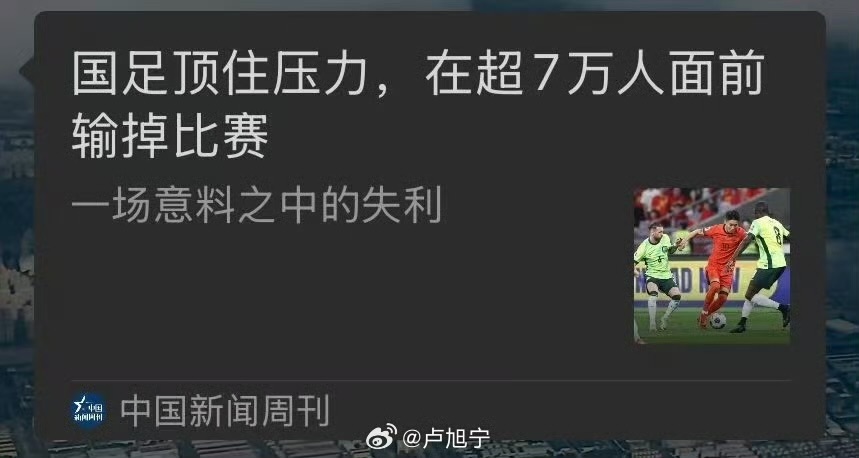 国足顶住压力，在超7万人面前
输掉比赛
一场意料之中的失利
中国新闻周刊
@卢旭宁